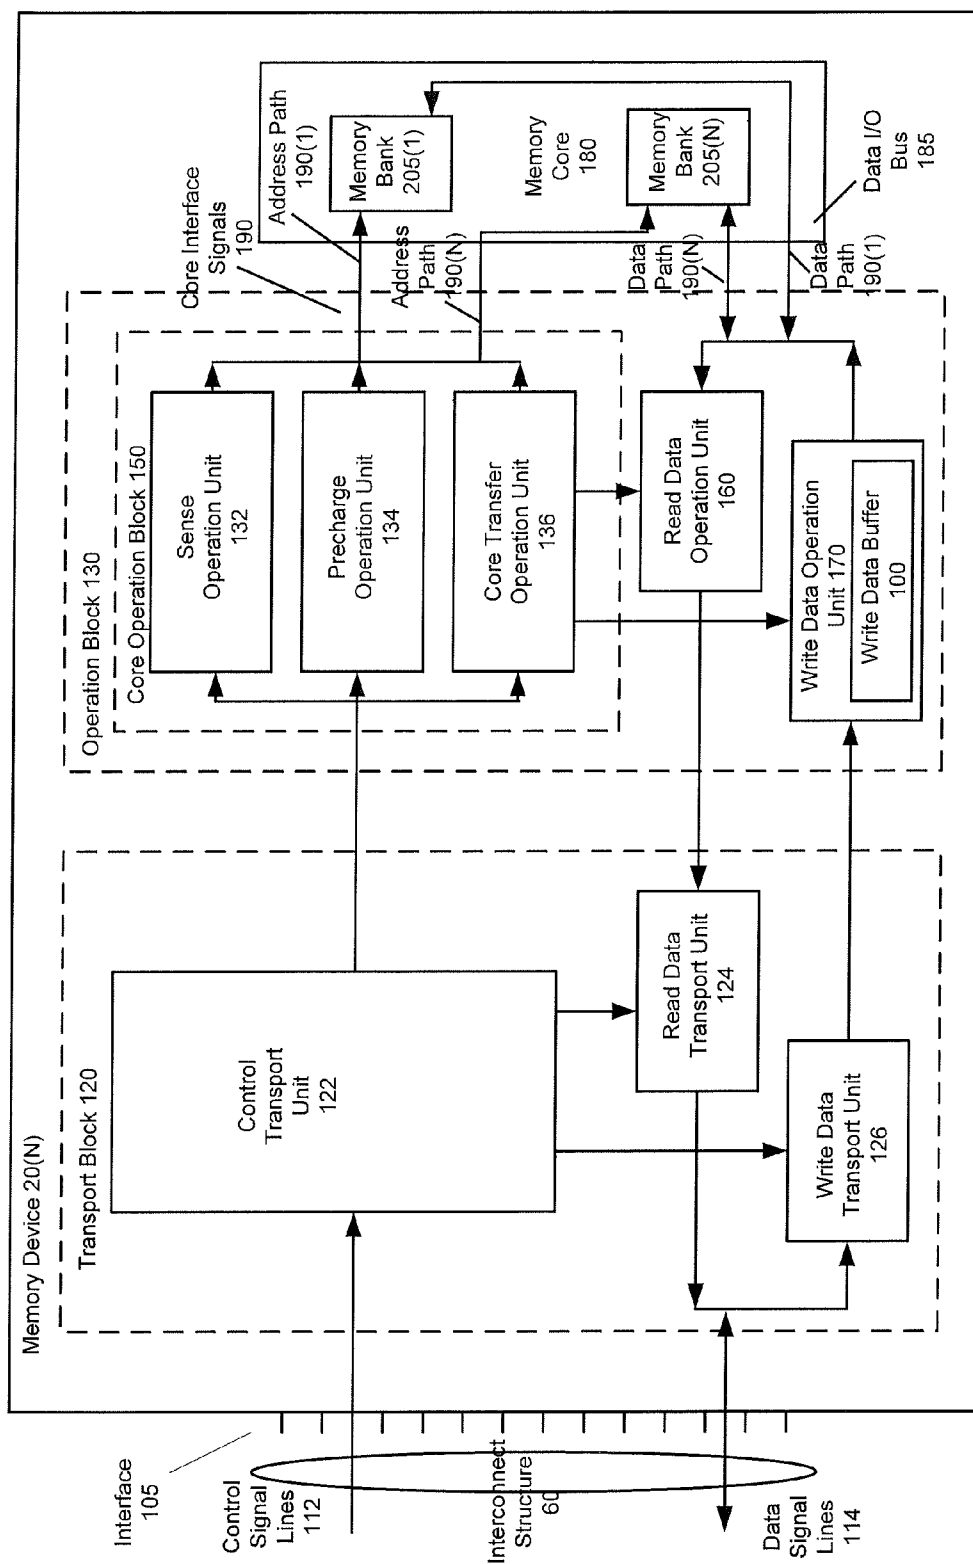 Memory Device 20(N)
Interface
105
Control
Signal
Lines
112
Interconnect
Structure
60
Data
Signal
Lines
114
Transport Block 120
Control
Transport
Unit
122
Read Data
Transport Unit
124
Write Data
Transport Unit
126
Operation Block 130
Core Operation Block 150
Sense
Operation Unit
132
Precharge
Operation Unit
134
Core Transfer
Operation Unit
136
Read Data
Operation Unit
160
Write Data Operation
Unit 170
Write Data Buffer
100
Core Interface
Signals
190
Address Path
190(1)
Address
Path
190(N)
Data
Path
190(N)
Data
Path
190(1)
Memory
Bank
205(1)
Memory
Core
180
Memory
Bank
205(N)
Data I/O
Bus
185